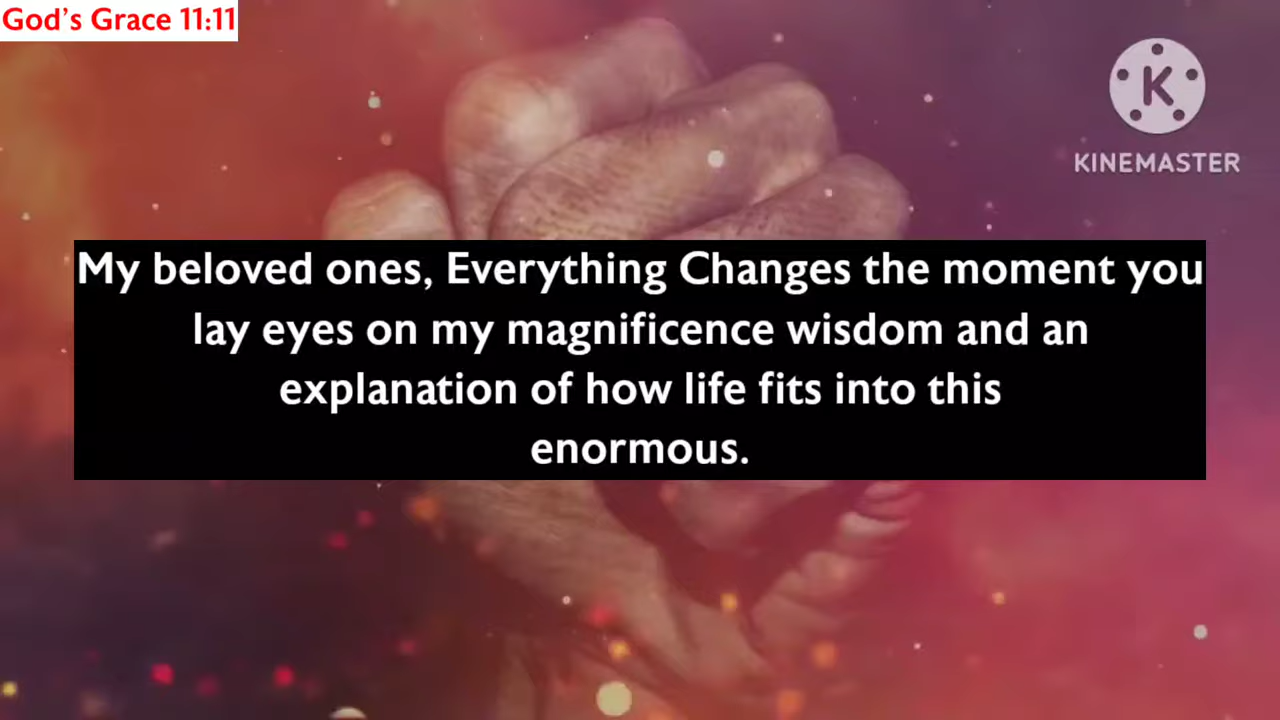 God's Grace 11:11
KINEMASTER
My beloved ones, Everything Changes the moment you
lay eyes on my magnificence wisdom and an
explanation of how life fits into this
enormous.